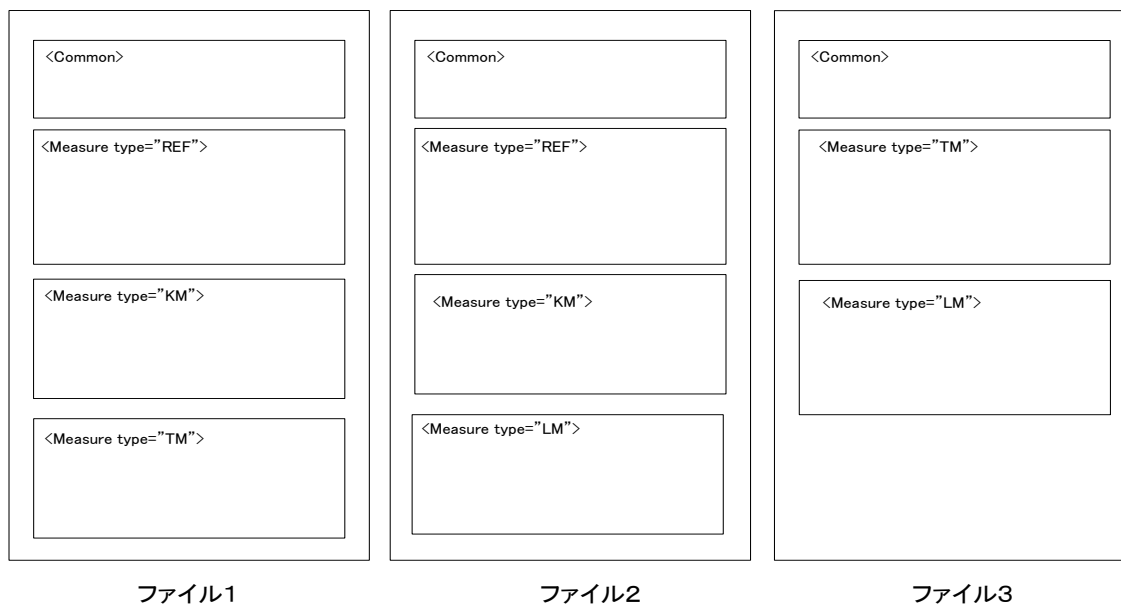 <Common>
<Measure type="REF">
<Measure type="KM">
<Measure type="TM">
ファイル1
<Common>
<Measure type="REF">
<Measure type="KM">
<Measure type="LM">
ファイル2
<Common>
<Measure type="TM">
<Measure type="LM">
ファイル3